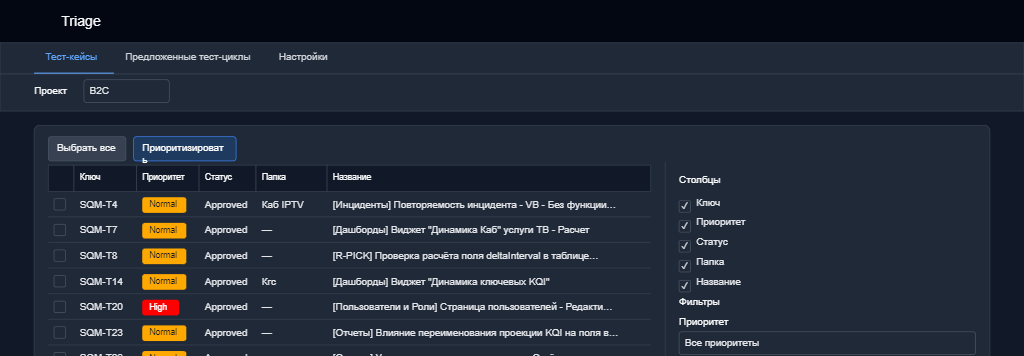 Triage
Тест-кейсы Предложенные тест-циклы Настройки
Проект B2C
Выбрать все Приоритизироват
ь
Ключ Приоритет Статус Папка Название
Столбцы
SQM-T4 Normal Approved Каб IPTV [Инциденты] Повторяемость инцидента - VB - Без функции...
Ключ
SQM-T7 Normal Approved — [Дашборды] Виджет "Динамика Каб" услуги ТВ - Расчет
Приоритет
SQM-T8 Normal Approved — [R-PICK] Проверка расчёта поля deltaInterval в таблице...
Статус
Папка
SQM-T14 Normal Approved Кгс [Дашборды] Виджет "Динамика ключевых KQI"
Название
SQM-T20 High Approved — [Пользователи и Роли] Страница пользователей - Редакти...
Фильтры
Приоритет
SQM-T23 Normal Approved — [Отчеты] Влияние переименования проекции KQI на поля в...
Все приоритеты